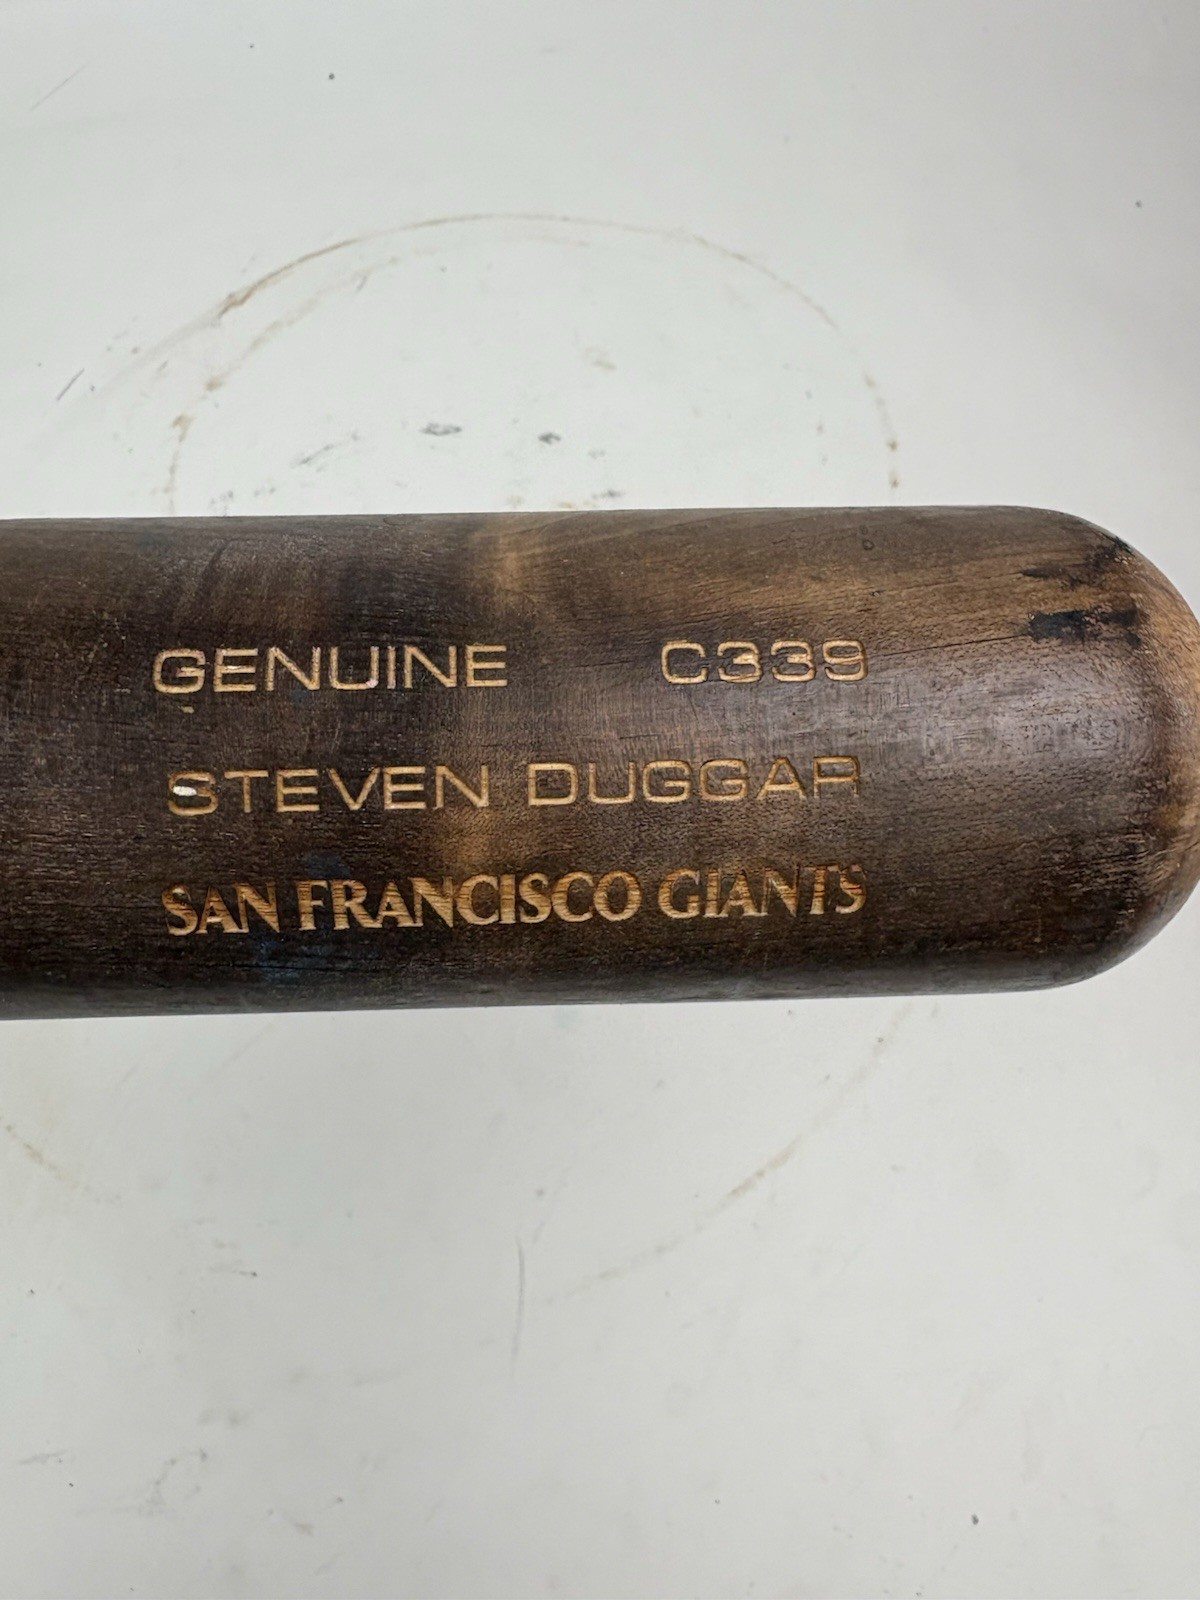 GENUINE C339
STEVEN DUGGAR
SAN FRANCISCO GIANTS